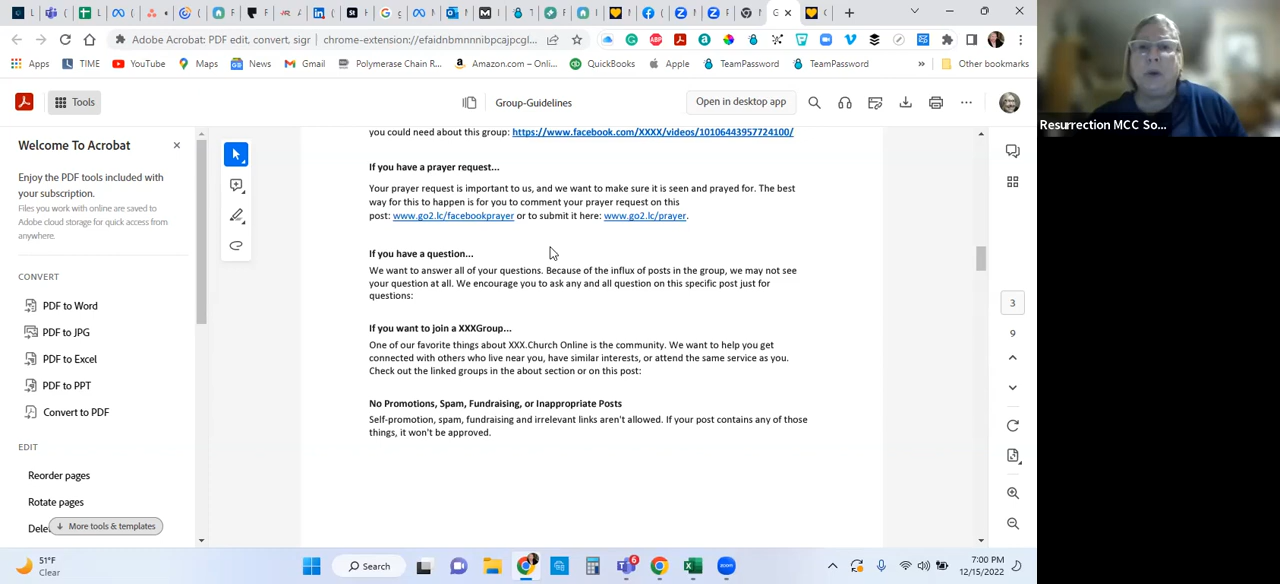 Adobe Acrobat: PDF edit, convert, sigr
chrome-extension://efaidnbmnnnibpcajpcgl...
Apps
TIME
YouTube
Maps
News
Gmail
Polymerase Chain R...
Amazon.com – Onli...
QuickBooks
Apple
TeamPassword
TeamPassword
»
Other bookmarks
Tools
Group-Guidelines
Open in desktop app
Resurrection MCC So...
Welcome To Acrobat
Enjoy the PDF tools included with
your subscription.
Files you work with online are saved to
Adobe cloud storage for quick access from
anywhere.
CONVERT
PDF to Word
PDF to JPG
PDF to Excel
PDF to PPT
Convert to PDF
EDIT
Reorder pages
Rotate pages
Dele
More tools & templates
you could need about this group: https://www.facebook.com/XXXX/videos/10106443957724100/
If you have a prayer request...
Your prayer request is important to us, and we want to make sure it is seen and prayed for. The best
way for this to happen is for you to comment your prayer request on this
post: www.go2.lc/facebookprayer or to submit it here: www.go2.lc/prayer.
If you have a question...
We want to answer all of your questions. Because of the influx of posts in the group, we may not see
your question at all. We encourage you to ask any and all question on this specific post just for
questions:
If you want to join a XXXGroup...
One of our favorite things about XXX.Church Online is the community. We want to help you get
connected with others who live near you, have similar interests, or attend the same service as you.
Check out the linked groups in the about section or on this post:
No Promotions, Spam, Fundraising, or Inappropriate Posts
Self-promotion, spam, fundraising and irrelevant links aren't allowed. If your post contains any of those
things, it won't be approved.
3
9
51°F
Clear
Search
6
7:00 PM
12/15/2022